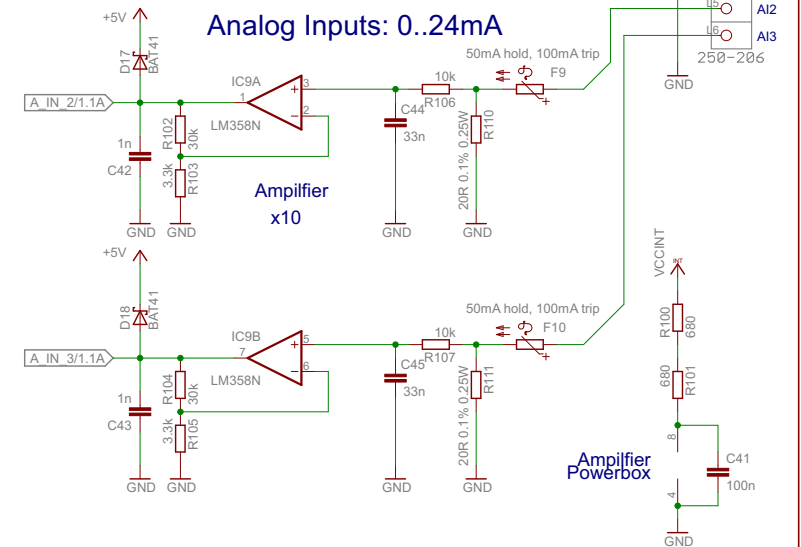 Analog Inputs: 0..24mA
+5V
D17
BAT41
A_IN_2/1.1A
1n
C42
R102
30k
3.3k
R103
GND
GND
IC9A
1
3
2
LM358N
Ampilfier
x10
C44
33n
GND
10k
R106
20R 0.1% 0.25W
R110
GND
50mA hold, 100mA trip
F9
L5
AI2
L6
AI3
250-206
GND
+5V
D18
BAT41
A_IN_3/1.1A
1n
C43
R104
30k
3.3k
R105
GND
GND
IC9B
7
5
6
LM358N
C45
33n
GND
10k
R107
20R 0.1% 0.25W
R111
GND
50mA hold, 100mA trip
F10
VCCINT
INT
R100
680
680
R101
8
4
Ampilfier
Powerbox
C41
100n
GND